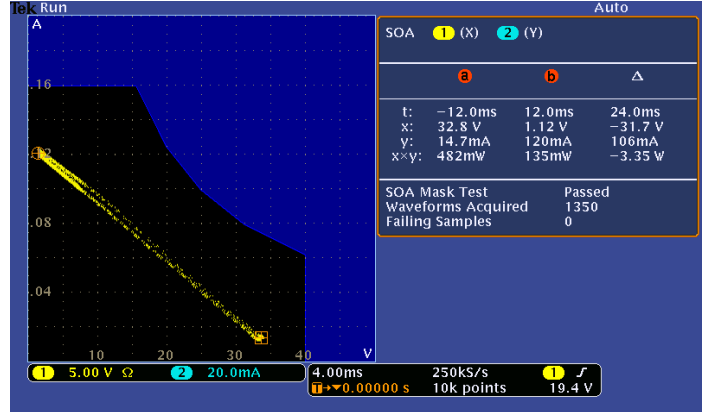 Tek Run Auto
A
SOA 1 (X) 2 (Y)
a b Δ
t: −12.0ms 12.0ms 24.0ms
x: 32.8 V 1.12 V −31.7 V
y: 14.7mA 120mA 106mA
x×y: 482mW 135mW −3.35 W
SOA Mask Test Passed
Waveforms Acquired 1350
Failing Samples 0
.16
.08
.04
10 20 30 40 V
1 5.00 V Ω 2 20.0mA
4.00ms 250kS/s 1
T→▼0.00000 s 10k points 19.4 V